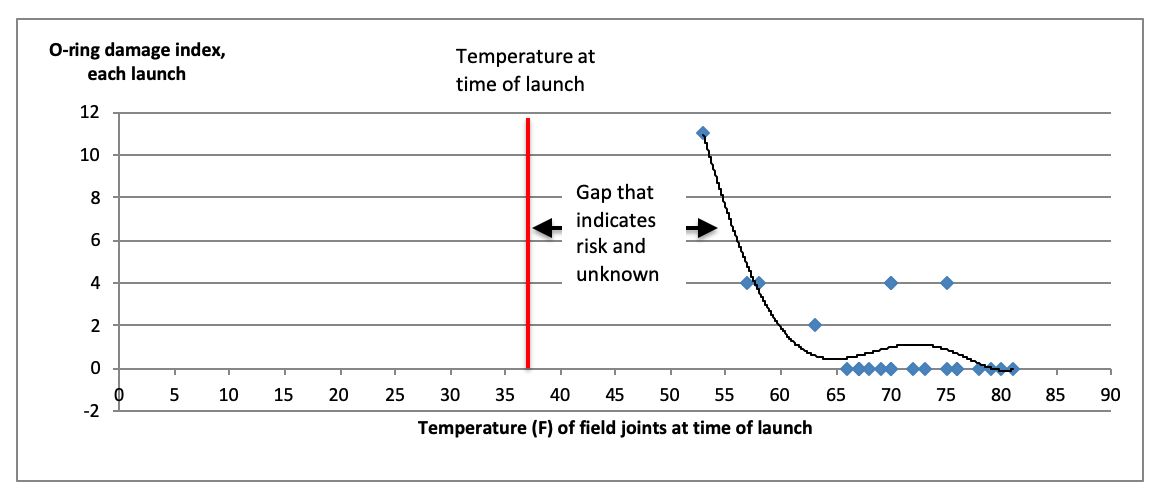 O-ring damage index,
each launch
Temperature at
time of launch
12
10
8
6
4
2
0
-2
Gap that
indicates
risk and
unknown
0 5 10 15 20 25 30 35 40 45 50 55 60 65 70 75 80 85 90
Temperature (F) of field joints at time of launch